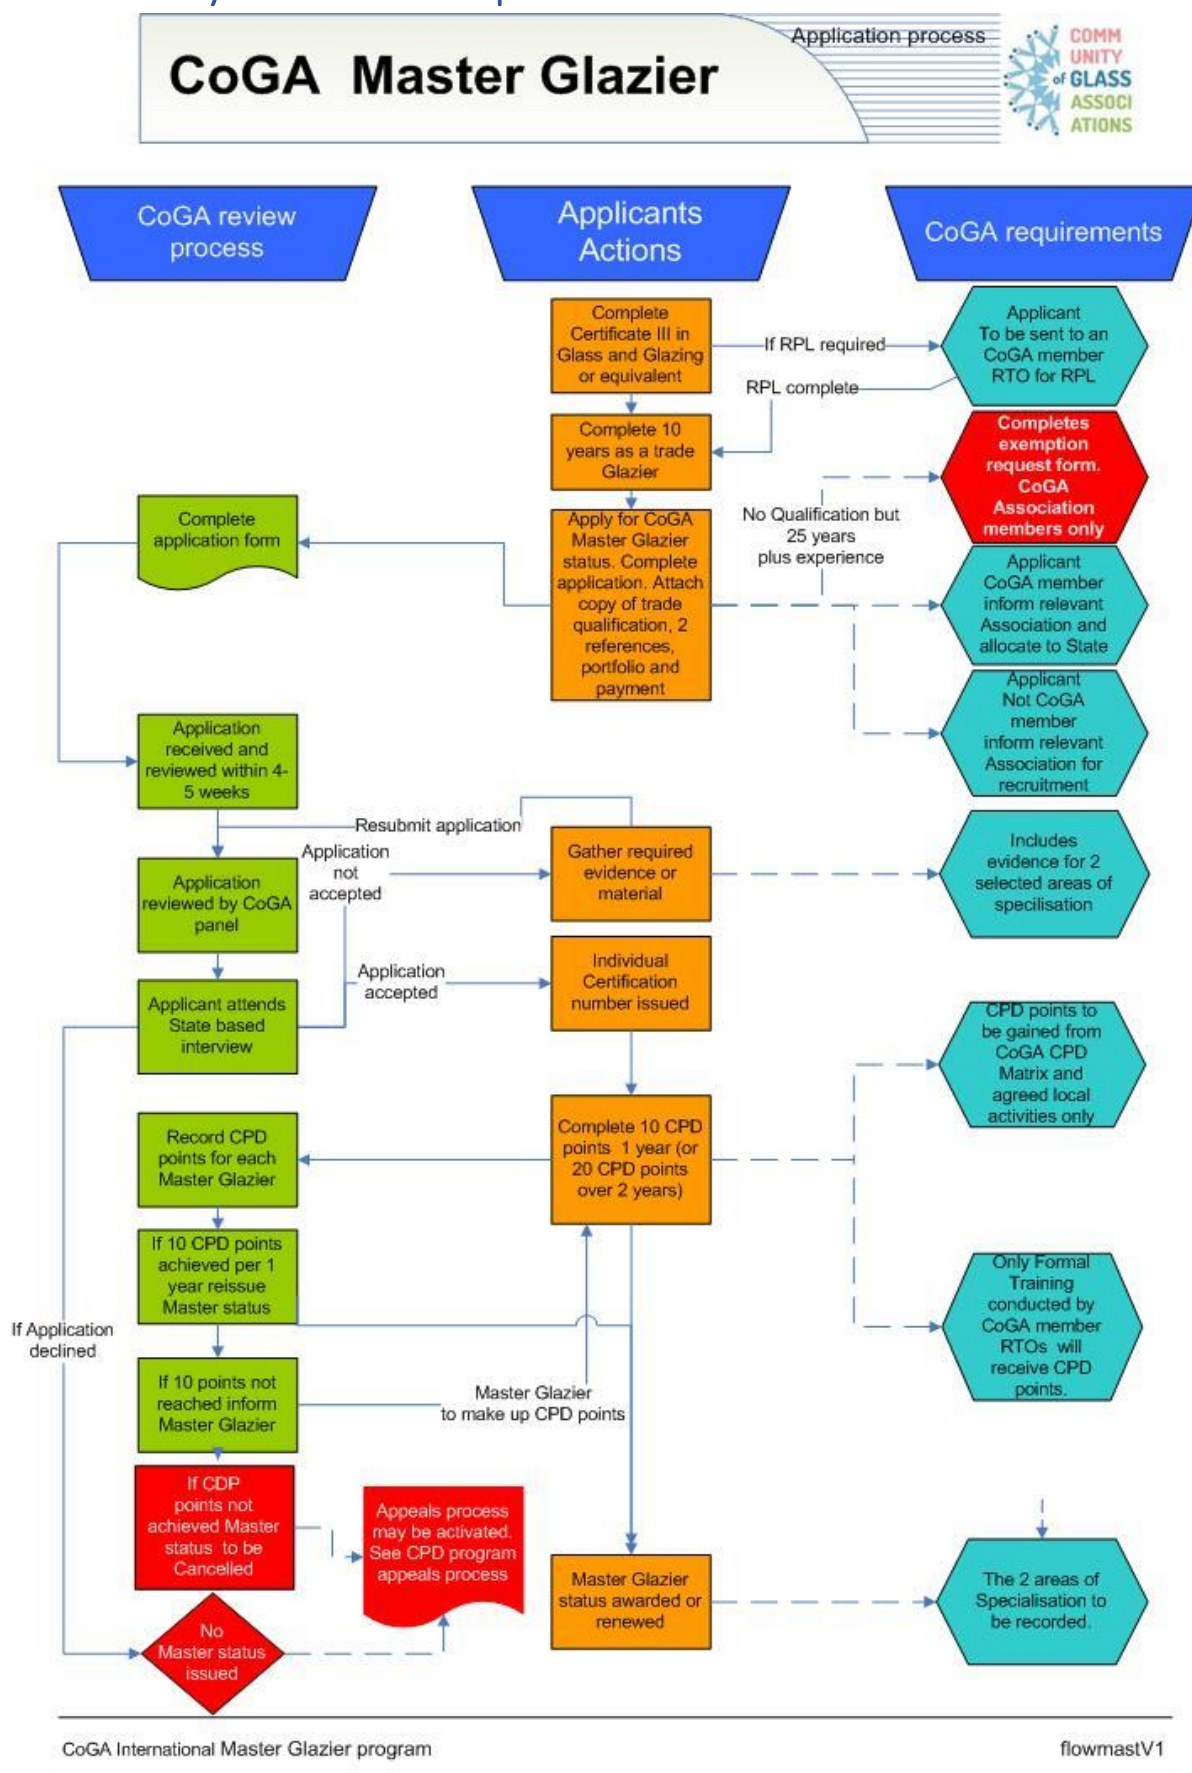 Application process
CoGA Master Glazier
COMM
UNITY
of GLASS
ASSOCI
ATIONS
CoGA review
process
Applicants
Actions
CoGA requirements
Complete
Certificate III in
Glass and Glazing
or equivalent
If RPL required
Applicant
To be sent to an
CoGA member
RTO for RPL
RPL complete
Complete 10
years as a trade
Glazier
Completes
exemption
request form.
CoGA
Association
members only
Complete
application form
Apply for CoGA
Master Glazier
status. Complete
application. Attach
copy of trade
qualification, 2
references,
portfolio and
payment
No Qualification but
25 years
plus experience
Applicant
CoGA member
inform relevant
Association and
allocate to State
Applicant
Not CoGA
member
inform relevant
Association for
recruitment
Application
received and
reviewed within 4-
5 weeks
Resubmit application
Application
not
accepted
Gather required
evidence or
material
Includes
evidence for 2
selected areas of
specilisation
Application
reviewed by CoGA
panel
Application
accepted
Individual
Certification
number issued
Applicant attends
State based
interview
CPD points to
be gained from
CoGA CPD
Matrix and
agreed local
activities only
Record CPD
points for each
Master Glazier
Complete 10 CPD
points 1 year (or
20 CPD points
over 2 years)
If 10 CPD points
achieved per 1
year reissue
Master status
Only Formal
Training
conducted by
CoGA member
RTOs will
receive CPD
points.
If Application
declined
If 10 points not
reached inform
Master Glazier
Master Glazier
to make up CPD points
If CDP
points not
achieved Master
status to be
Cancelled
Appeals process
may be activated.
See CPD program
appeals process
Master Glazier
status awarded or
renewed
The 2 areas of
Specialisation to
be recorded.
No
Master status
issued
CoGA International Master Glazier program
flowmastV1